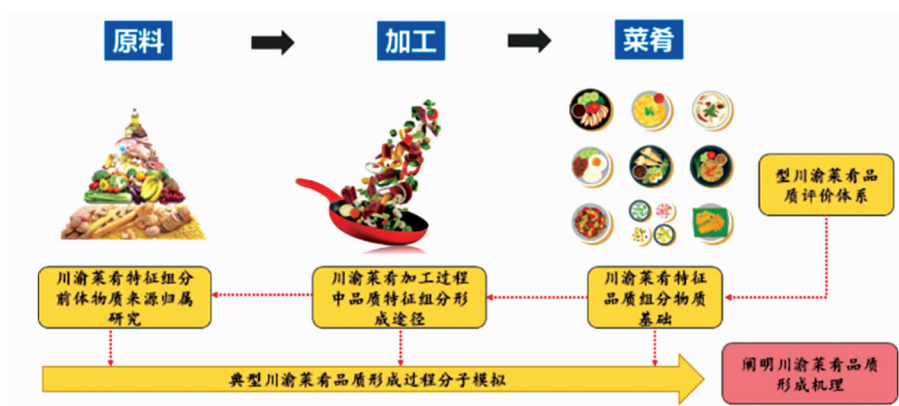 原料
加工
菜肴
型川渝菜肴品
质评价体系
川渝菜肴特征组分
前体物质来源归属
研究
川渝菜肴加工过程
中品质特征组分形
成途径
川渝菜肴特征
品质组分物质
基础
典型川渝菜肴品质形成过程分子模拟
阐明川渝菜肴品质
形成机理